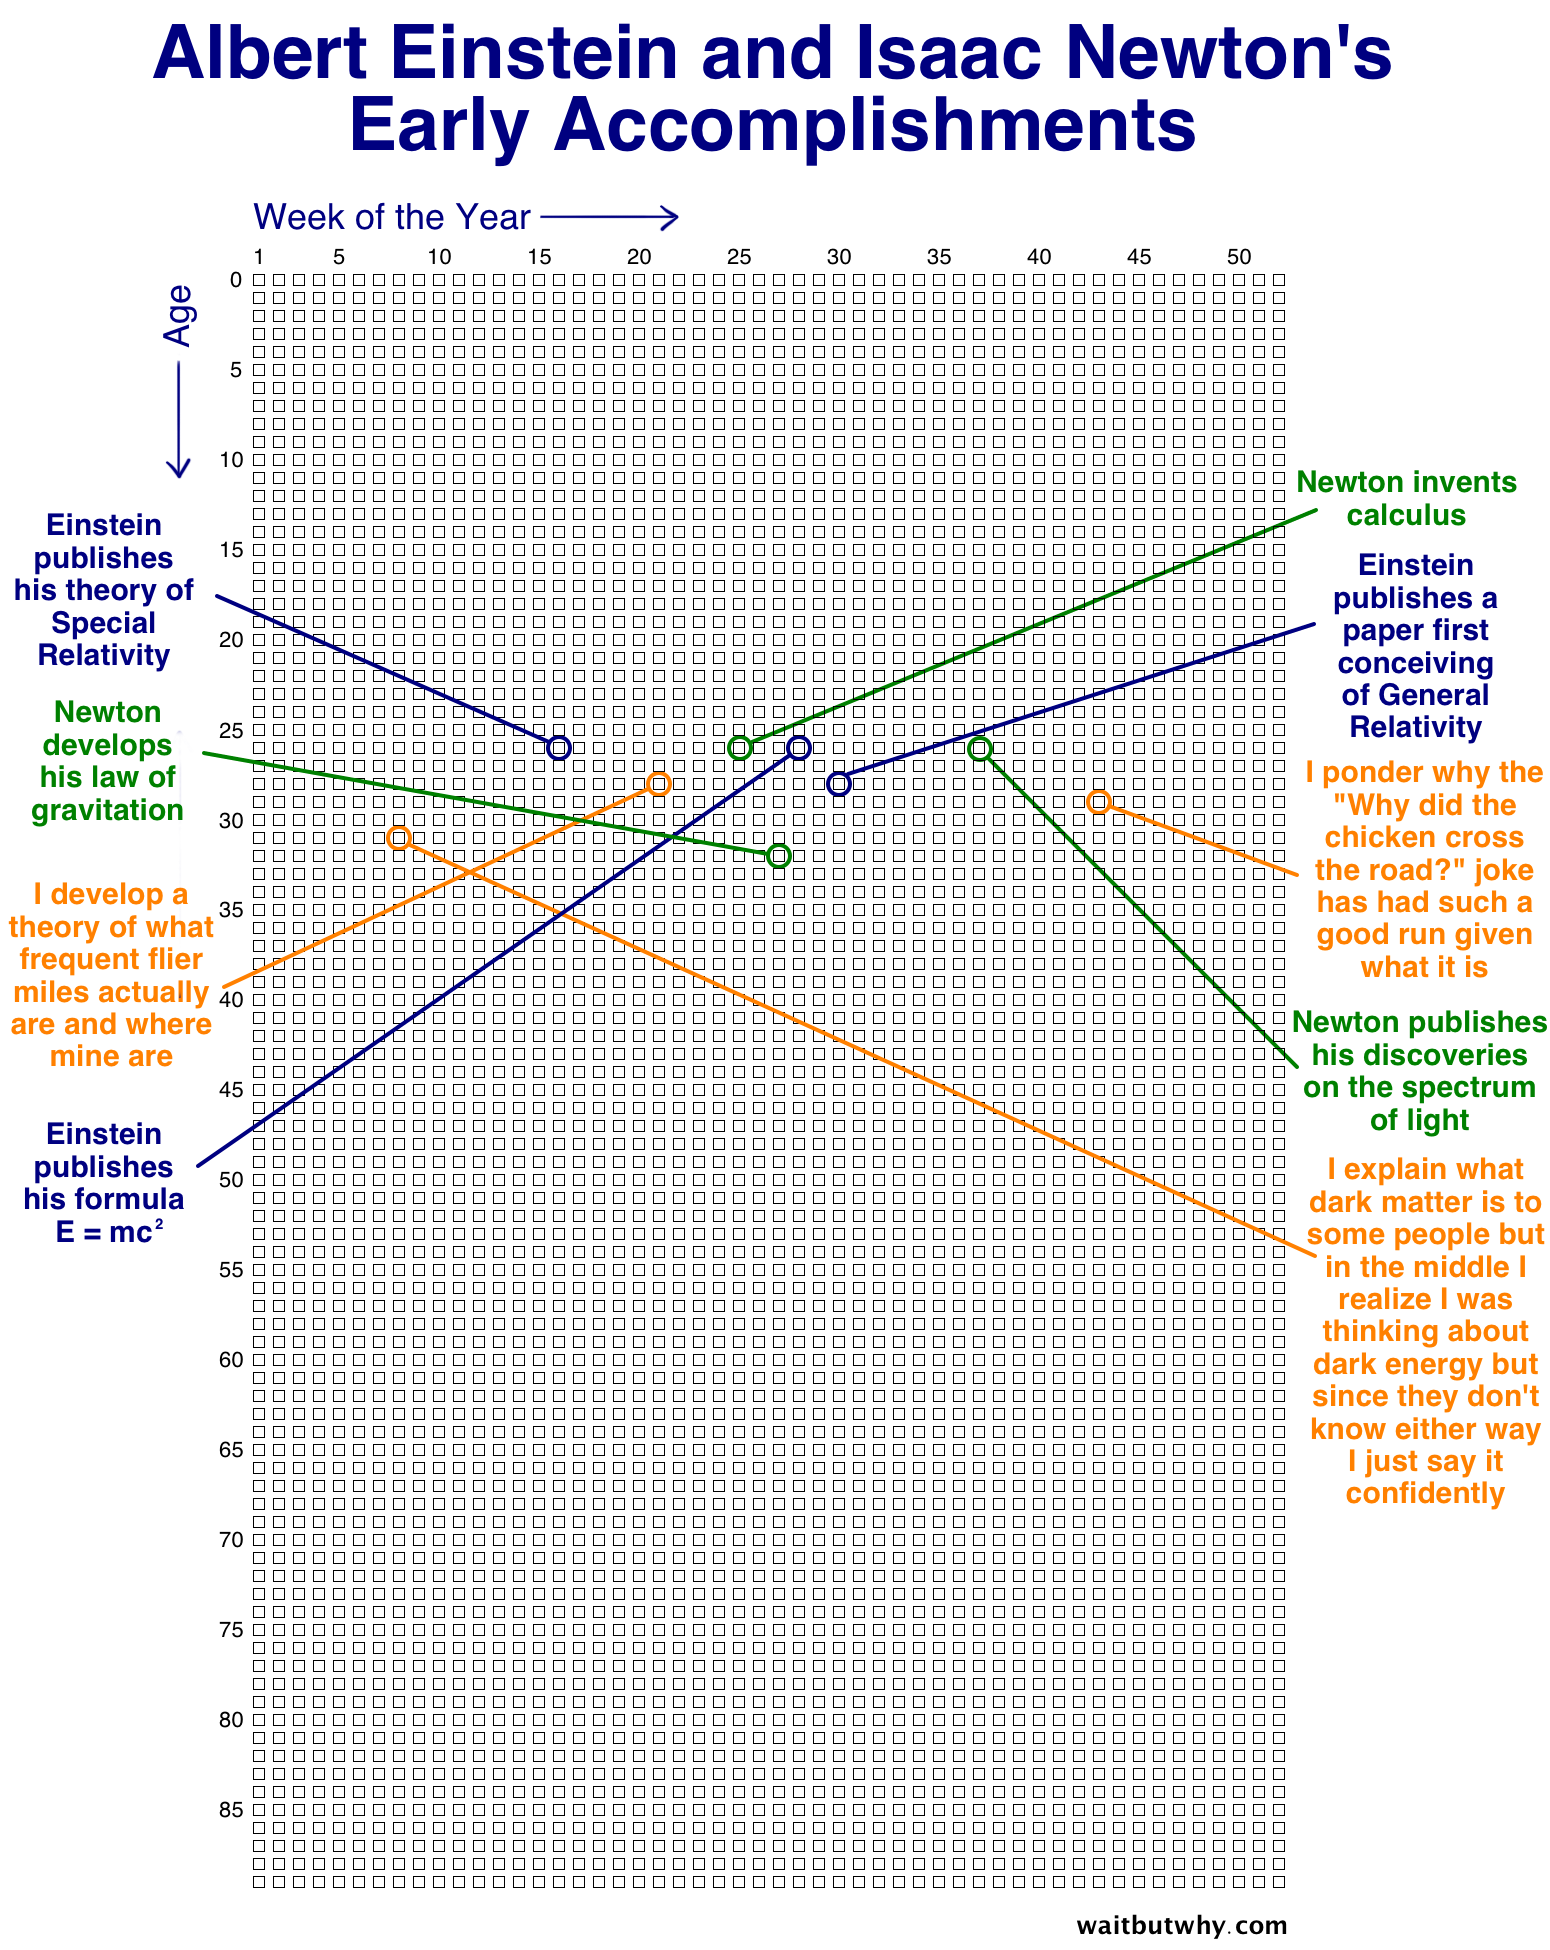 Albert Einstein and Isaac Newton's
Early Accomplishments
Week of the Year
1 5 10 15 20 25 30 35 40 45 50
Age
0
5
10
15
20
25
30
35
40
45
50
55
60
65
70
75
80
85
Einstein
publishes
his theory of
Special
Relativity
Newton
develops
his law of
gravitation
I develop a
theory of what
frequent flier
miles actually
are and where
mine are
Einstein
publishes
his formula
E = mc²
Newton invents
calculus
Einstein
publishes a
paper first
conceiving
of General
Relativity
I ponder why the
"Why did the
chicken cross
the road?" joke
has had such a
good run given
what it is
Newton publishes
his discoveries
on the spectrum
of light
I explain what
dark matter is to
some people but
in the middle I
realize I was
thinking about
dark energy but
since they don't
know either way
I just say it
confidently
waitbutwhy.com